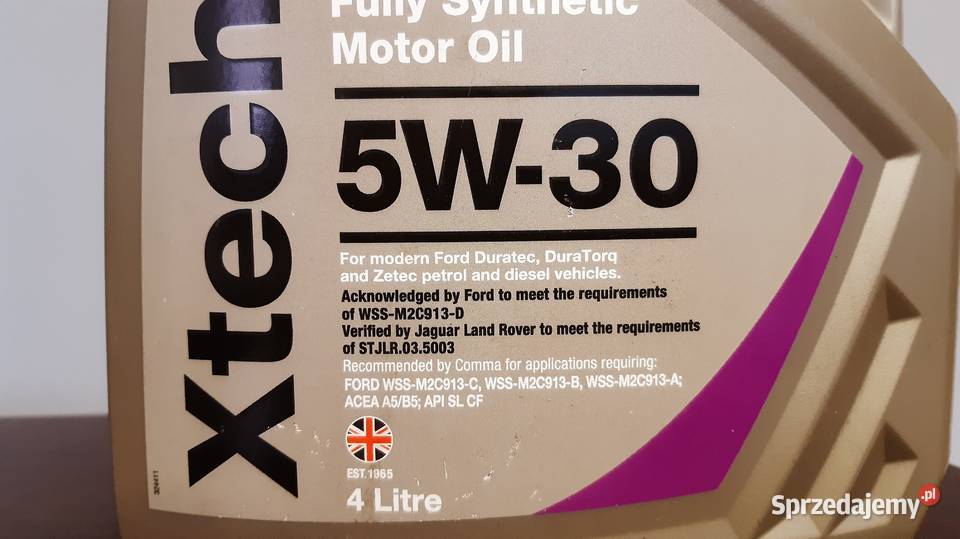 Xtech
Fully Synthetic
Motor Oil
5W-30
For modern Ford Duratec, DuraTorq
and Zetec petrol and diesel vehicles.
Acknowledged by Ford to meet the requirements
of WSS-M2C913-D
Verified by Jaguar Land Rover to meet the requirements
of STJLR.03.5003
Recommended by Comma for applications requiring:
FORD WSS-M2C913-C, WSS-M2C913-B, WSS-M2C913-A;
ACEA A5/B5; API SL CF
EST.1965
4 Litre
324411
Sprzedajemy.pl